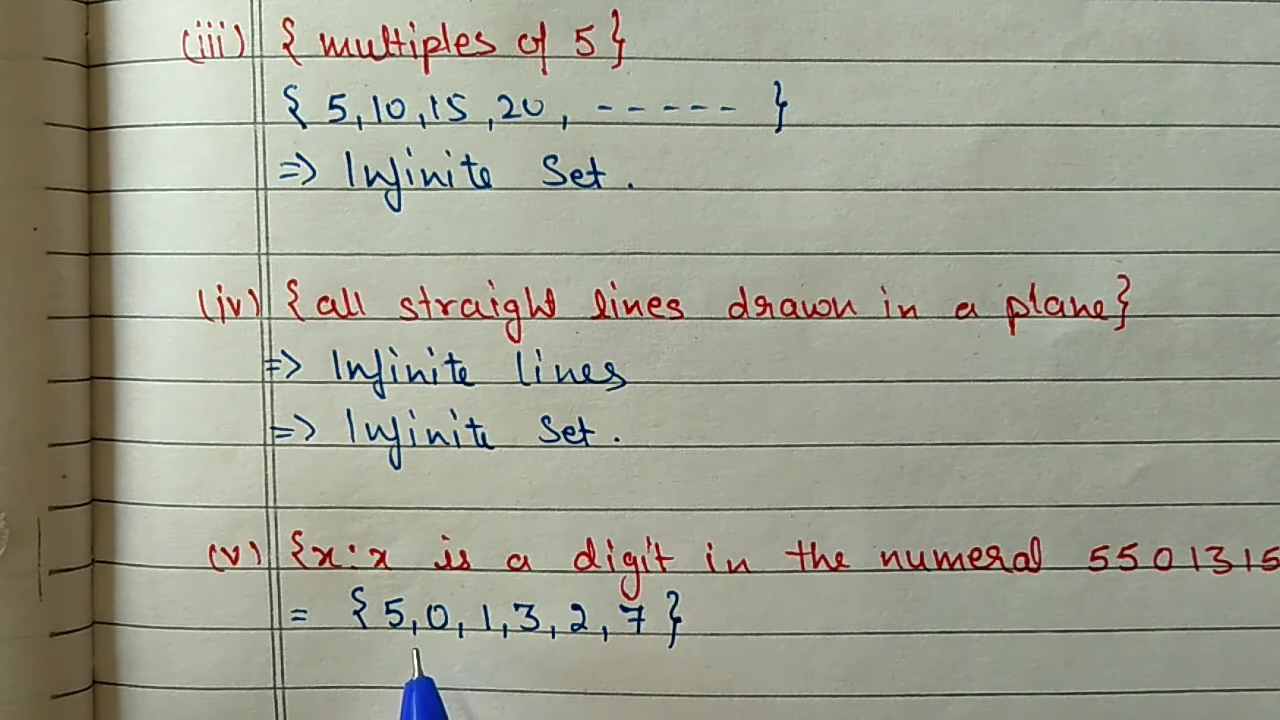 (iii) { multiples of 5}
{ 5, 10, 15, 20, ----- }
=> Infinite Set.
(iv) {all straight lines drawn in a plane}
=> Infinite lines
=> Infinite Set.
(v) {x:x is a digit in the numeral 5501315
= { 5, 0, 1, 3, 2, 7 }